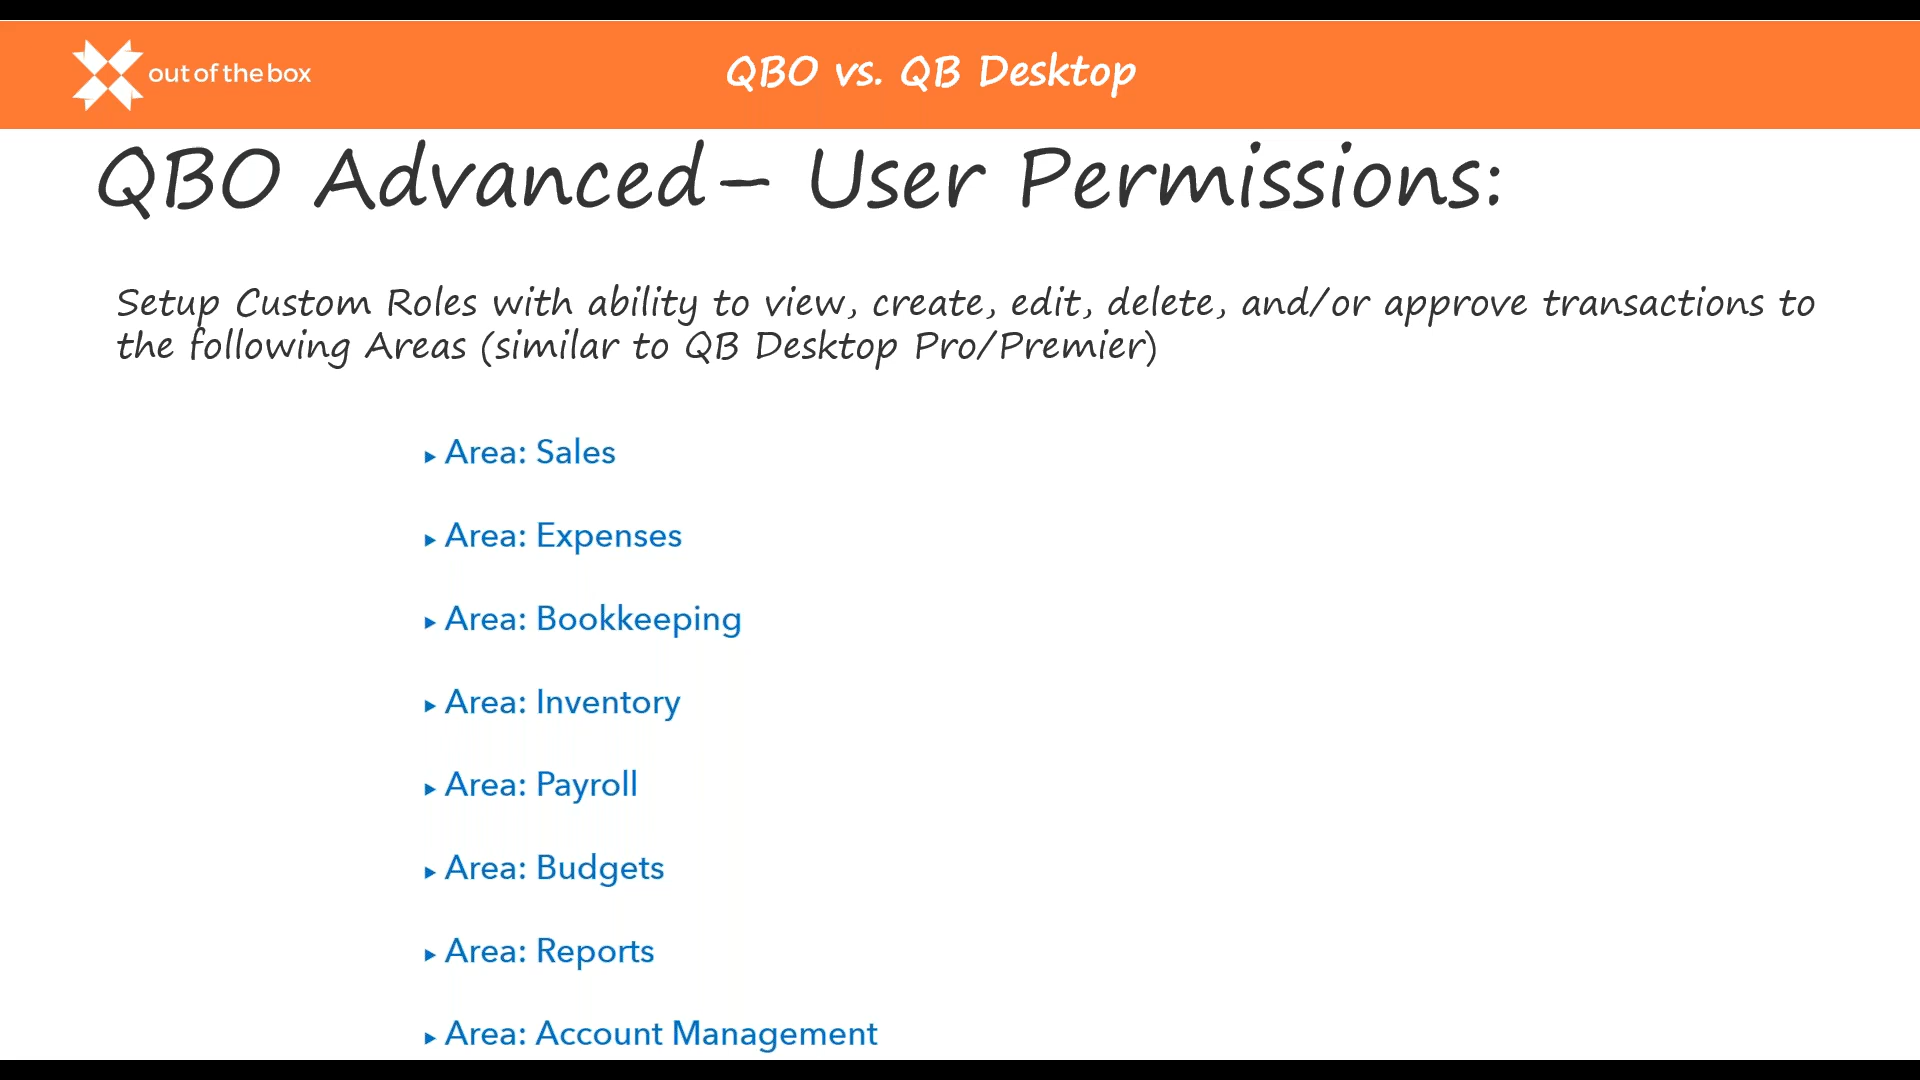 out of the box
QBO vs. QB Desktop
QBO Advanced– User Permissions:
Setup Custom Roles with ability to view, create, edit, delete, and/or approve transactions to
the following Areas (similar to QB Desktop Pro/Premier)
▸ Area: Sales
▸ Area: Expenses
▸ Area: Bookkeeping
▸ Area: Inventory
▸ Area: Payroll
▸ Area: Budgets
▸ Area: Reports
▸ Area: Account Management